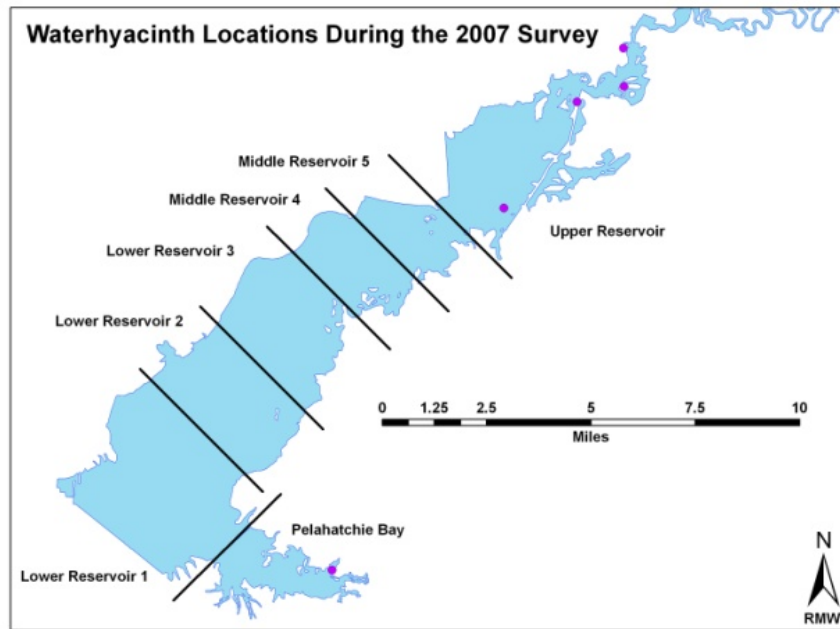 Waterhyacinth Locations During the 2007 Survey
Middle Reservoir 5
Middle Reservoir 4
Upper Reservoir
Lower Reservoir 3
Lower Reservoir 2
0 1.25 2.5 5 7.5 10
Miles
Pelahatchie Bay
Lower Reservoir 1
N
RMW